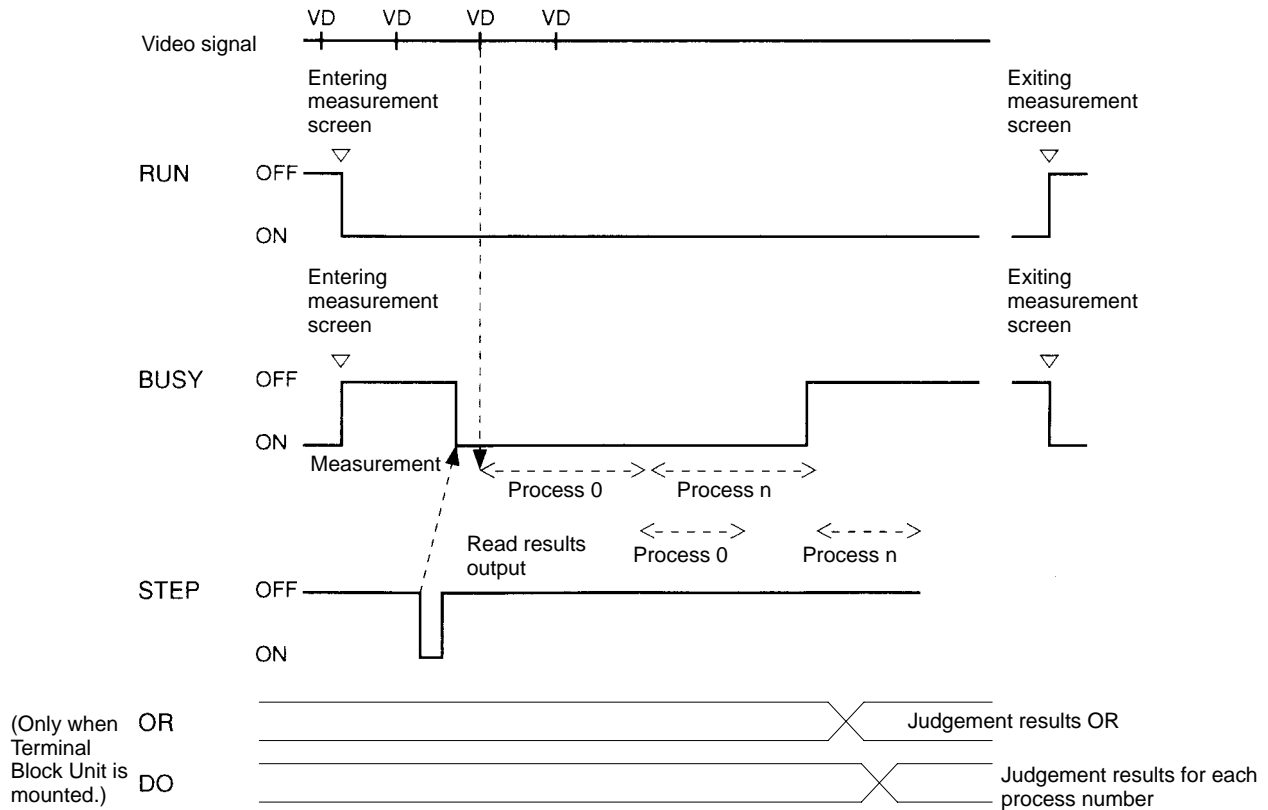 VD VD VD VD
Video signal
Entering
measurement
screen
Exiting
measurement
screen
RUN OFF
ON
Entering
measurement
screen
Exiting
measurement
screen
BUSY OFF
ON
Measurement
Process 0 Process n
Read results
output
Process 0 Process n
STEP OFF
ON
(Only when
Terminal
Block Unit is
mounted.)
OR Judgement results OR
DO Judgement results for each
process number